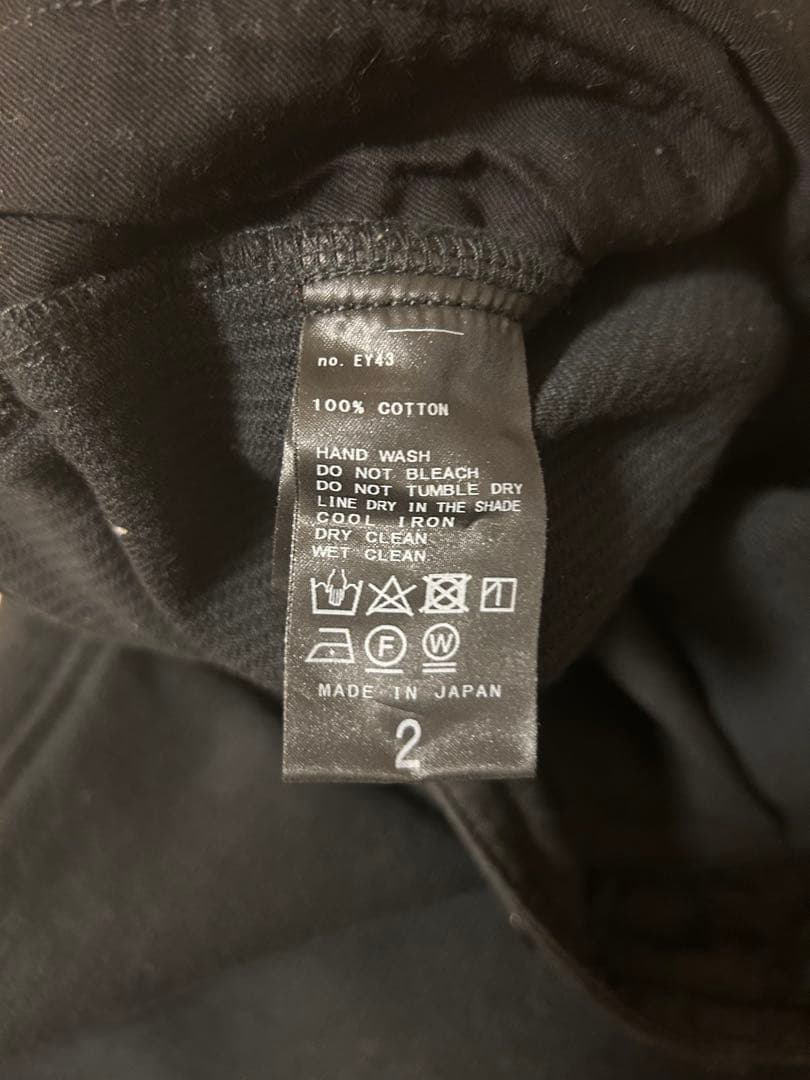 no. EY43
100% COTTON
HAND WASH
DO NOT BLEACH
DO NOT TUMBLE DRY
LINE DRY IN THE SHADE
COOL IRON
DRY CLEAN
WET CLEAN
F W
MADE IN JAPAN
2